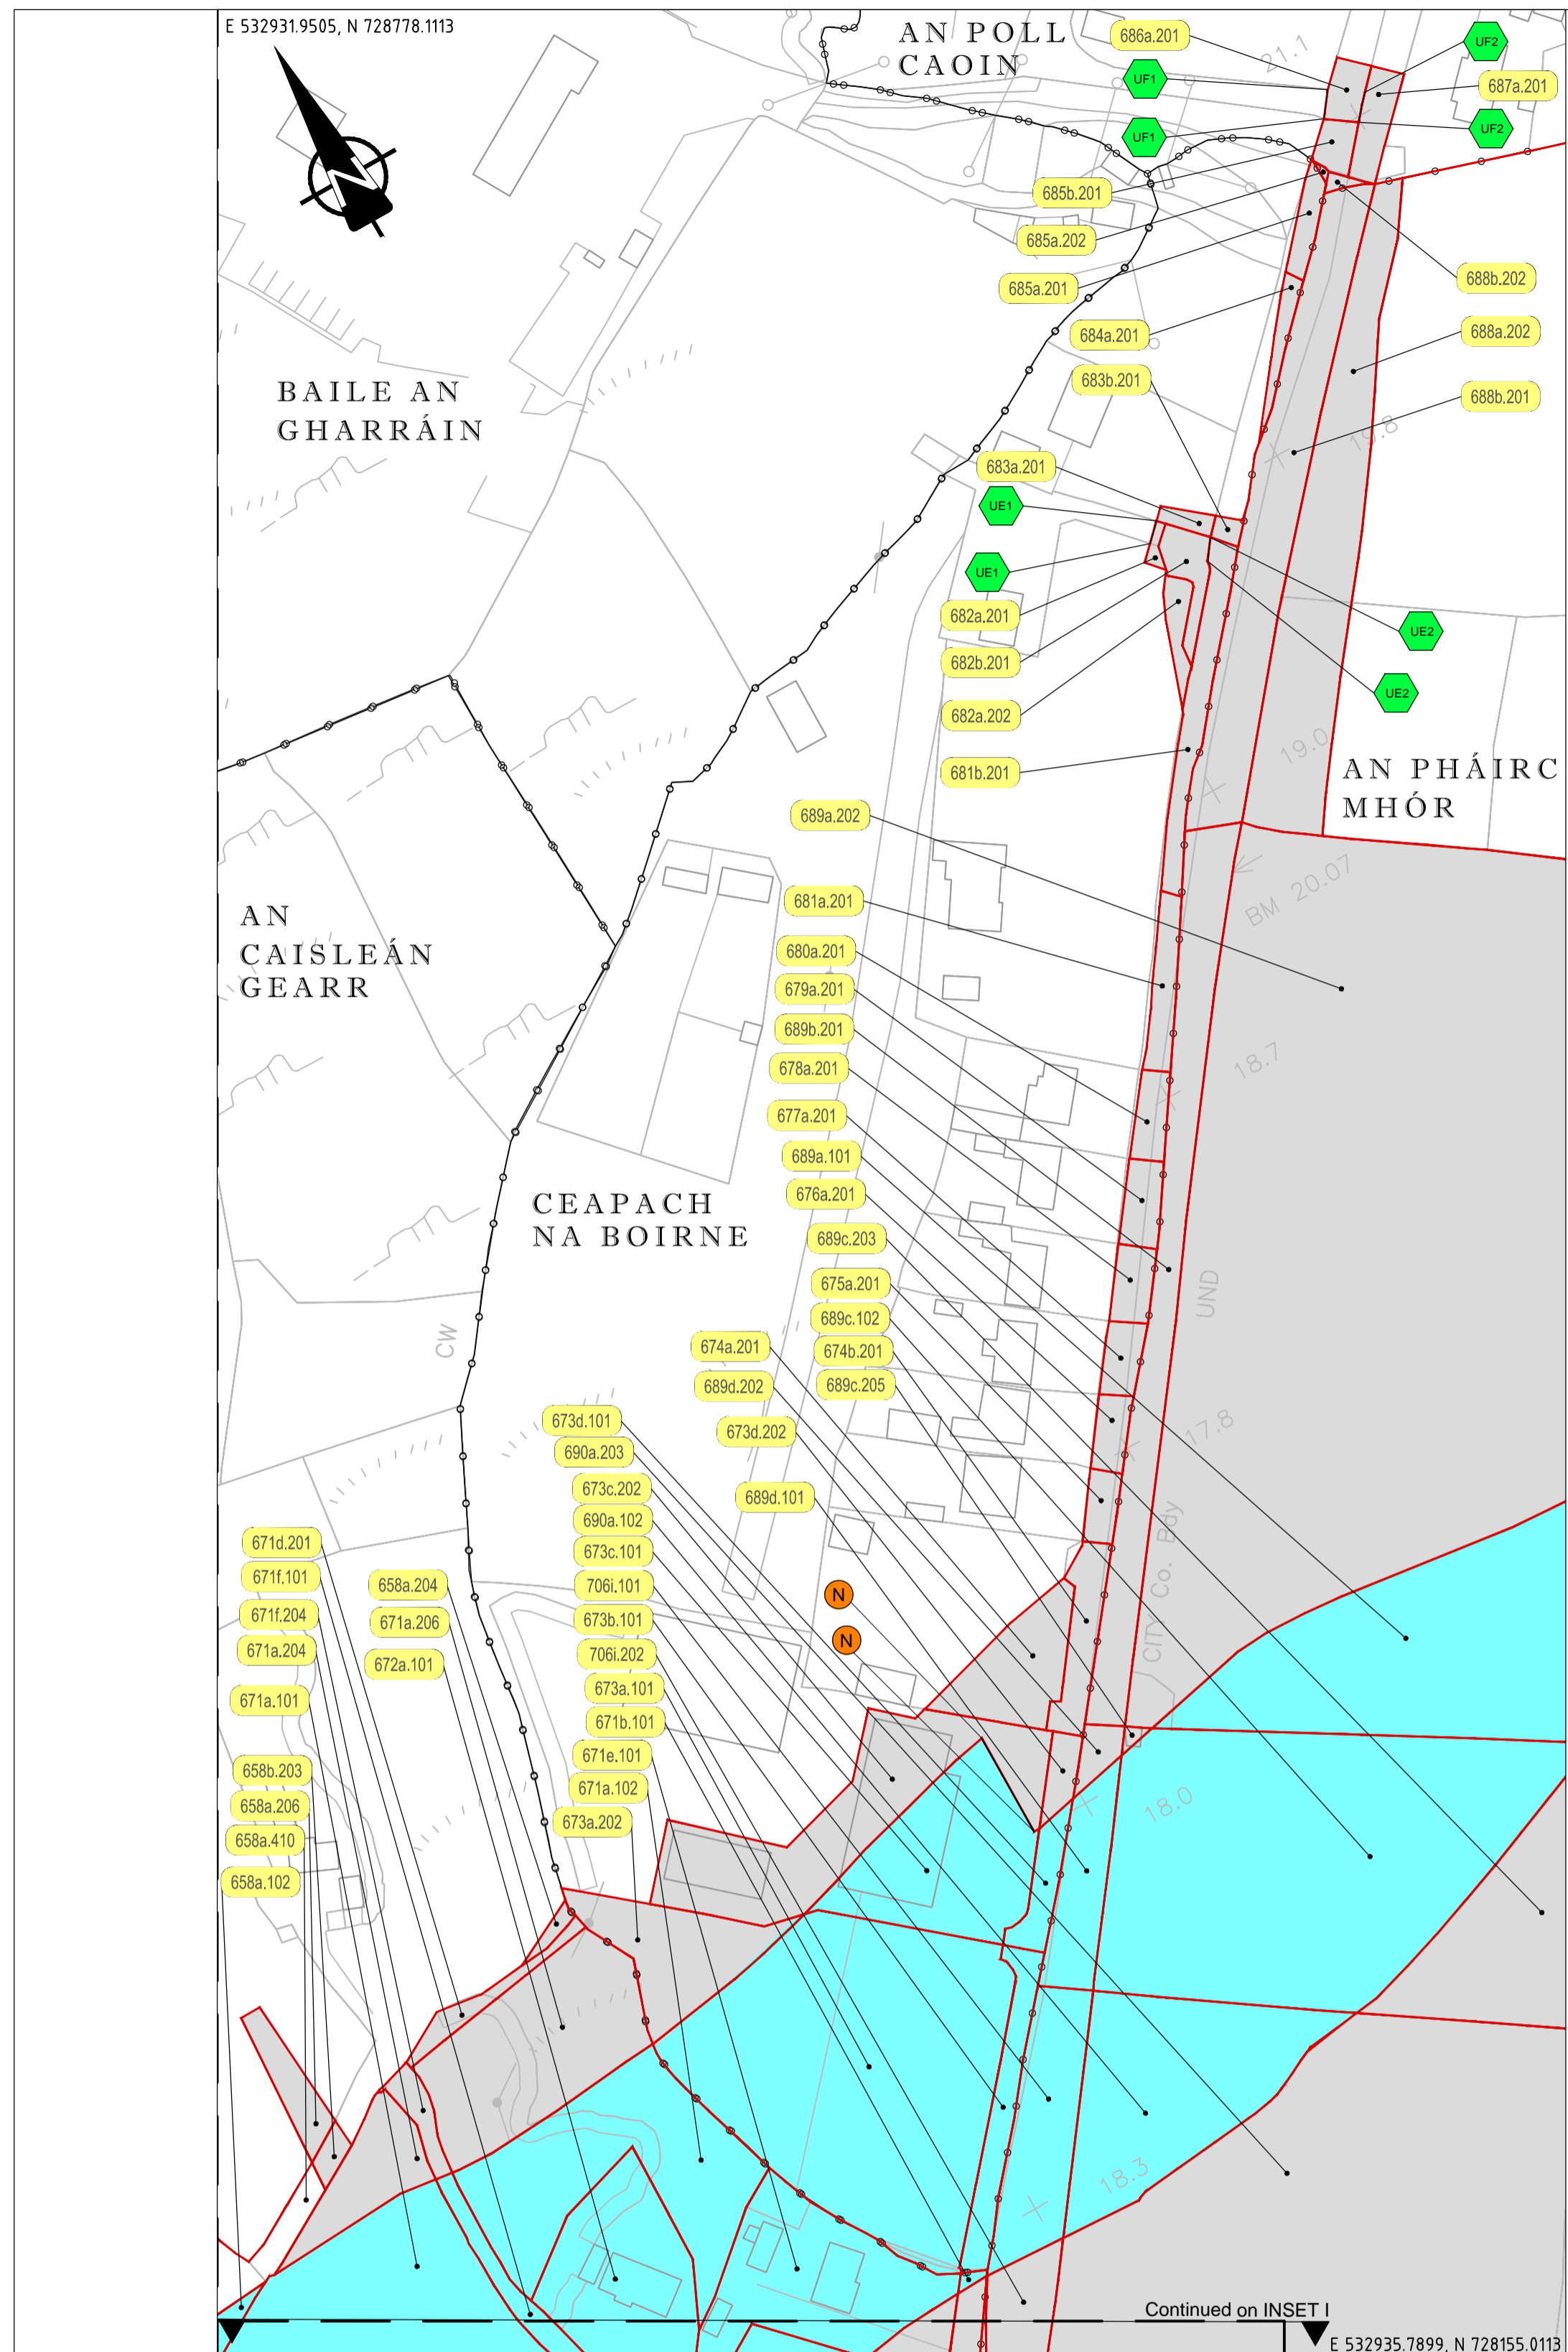 E 532931.9505, N 728778.1113
AN POLL
CAOIN
686a.201
UF1
UF2
687a.201
UF1
UF2
21.1
685b.201
685a.202
685a.201
688b.202
684a.201
688a.202
683b.201
688b.201
19.8
BAILE AN
GHARRÁIN
683a.201
UE1
UE1
682a.201
UE2
682b.201
UE2
682a.202
19.0
681b.201
AN PHÁIRC
MHÓR
689a.202
BM 20.07
681a.201
AN
CAISLEÁN
GEARR
680a.201
679a.201
689b.201
678a.201
18.7
677a.201
689a.101
676a.201
CEAPACH
NA BOIRNE
689c.203
675a.201
UND
689c.102
CW
674a.201
674b.201
689d.202
689c.205
673d.101
673d.202
17.8
690a.203
673c.202
689d.101
690a.102
671d.201
673c.101
CITY Co. Bdy
671f.101
658a.204
706i.101
N
671f.204
671a.206
673b.101
N
671a.204
672a.101
706i.202
671a.101
673a.101
671b.101
658b.203
671e.101
658a.206
671a.102
18.0
658a.410
673a.202
658a.102
18.3
Continued on INSET I
E 532935.7899, N 728155.0113